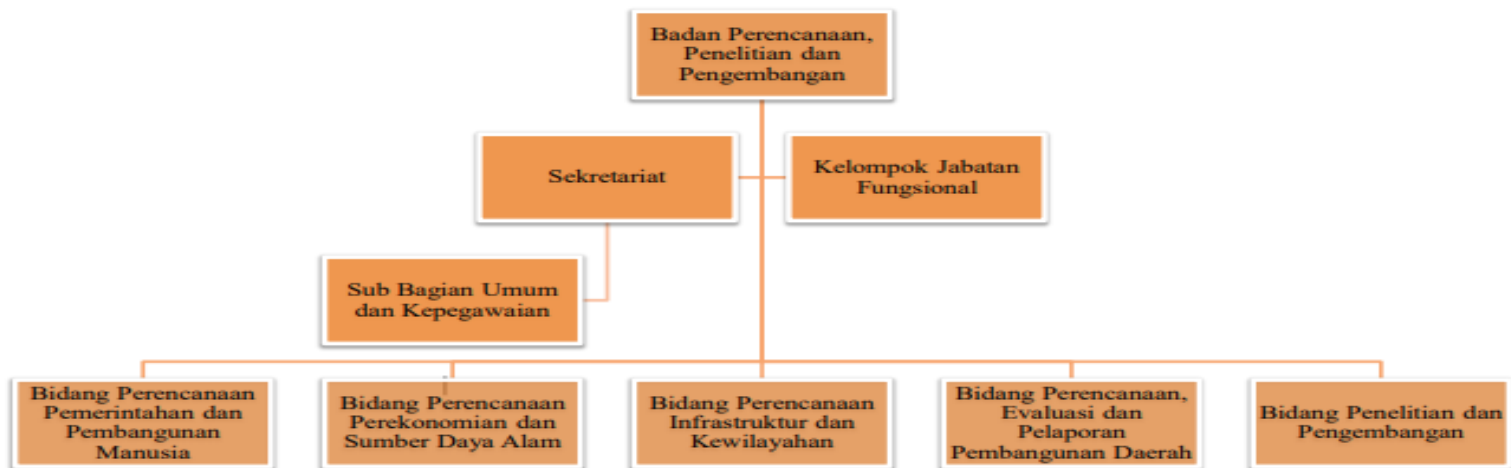 Badan Perencanaan,
Penelitian dan
Pengembangan
Sekretariat
Kelompok Jabatan
Fungsional
Sub Bagian Umum
dan Kepegawaian
Bidang Perencanaan
Pemerintahan dan
Pembangunan
Manusia
Bidang Perencanaan
Perekonomian dan
Sumber Daya Alam
Bidang Perencanaan
Infrastruktur dan
Kewilayahan
Bidang Perencanaan,
Evaluasi dan
Pelaporan
Pembangunan Daerah
Bidang Penelitian dan
Pengembangan